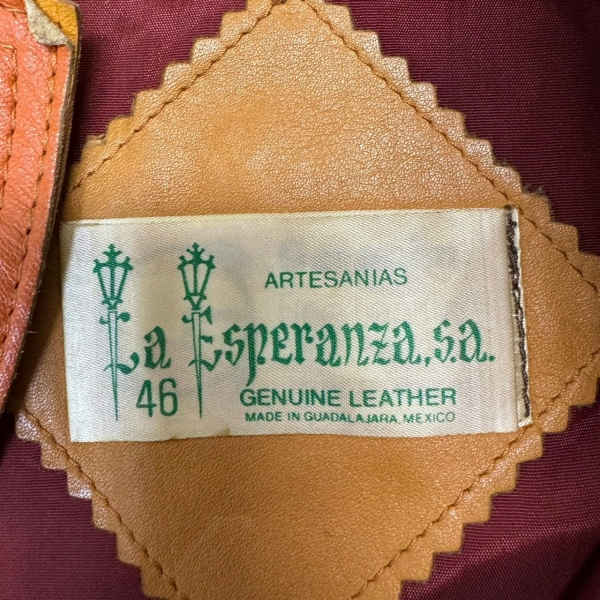 ARTESANIAS
La Esperanza, s.a.
46
GENUINE LEATHER
MADE IN GUADALAJARA, MEXICO